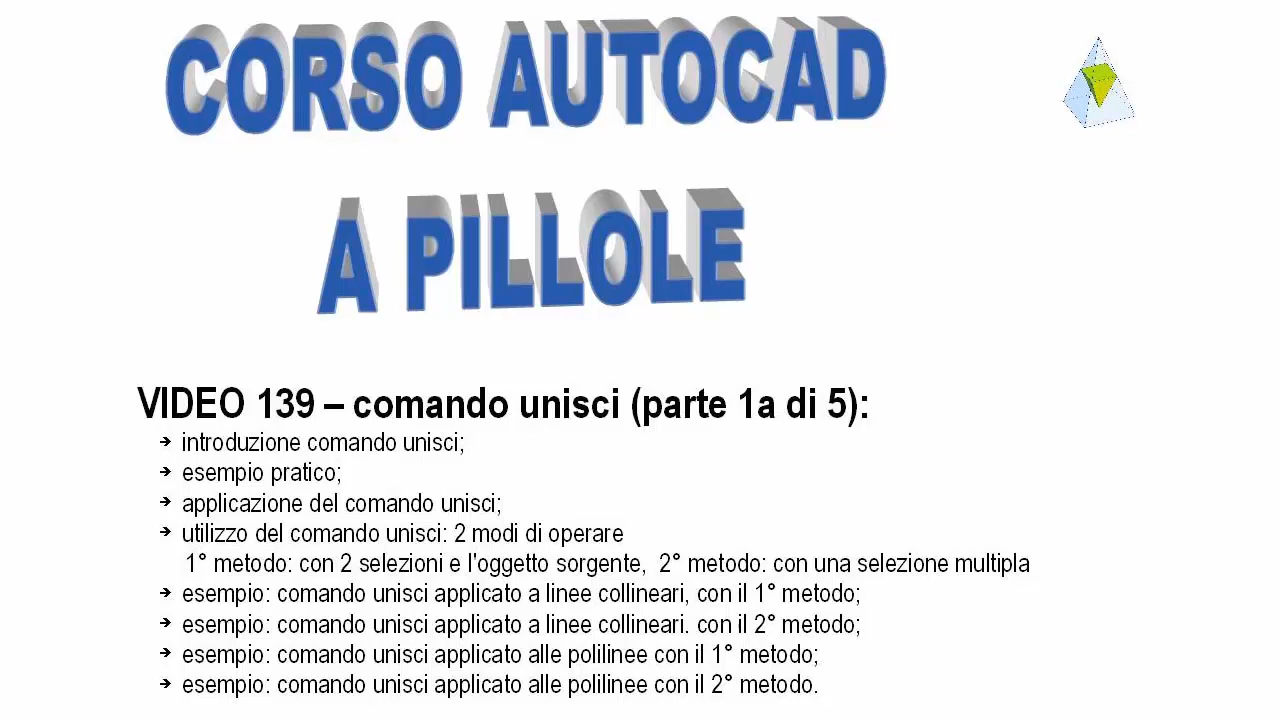 CORSO AUTOCAD
A PILLOLE
VIDEO 139 – comando unisci (parte 1a di 5):
➔ introduzione comando unisci;
➔ esempio pratico;
➔ applicazione del comando unisci;
➔ utilizzo del comando unisci: 2 modi di operare
1° metodo: con 2 selezioni e l'oggetto sorgente, 2° metodo: con una selezione multipla
➔ esempio: comando unisci applicato a linee collineari, con il 1° metodo;
➔ esempio: comando unisci applicato a linee collineari. con il 2° metodo;
➔ esempio: comando unisci applicato alle polilinee con il 1° metodo;
➔ esempio: comando unisci applicato alle polilinee con il 2° metodo.